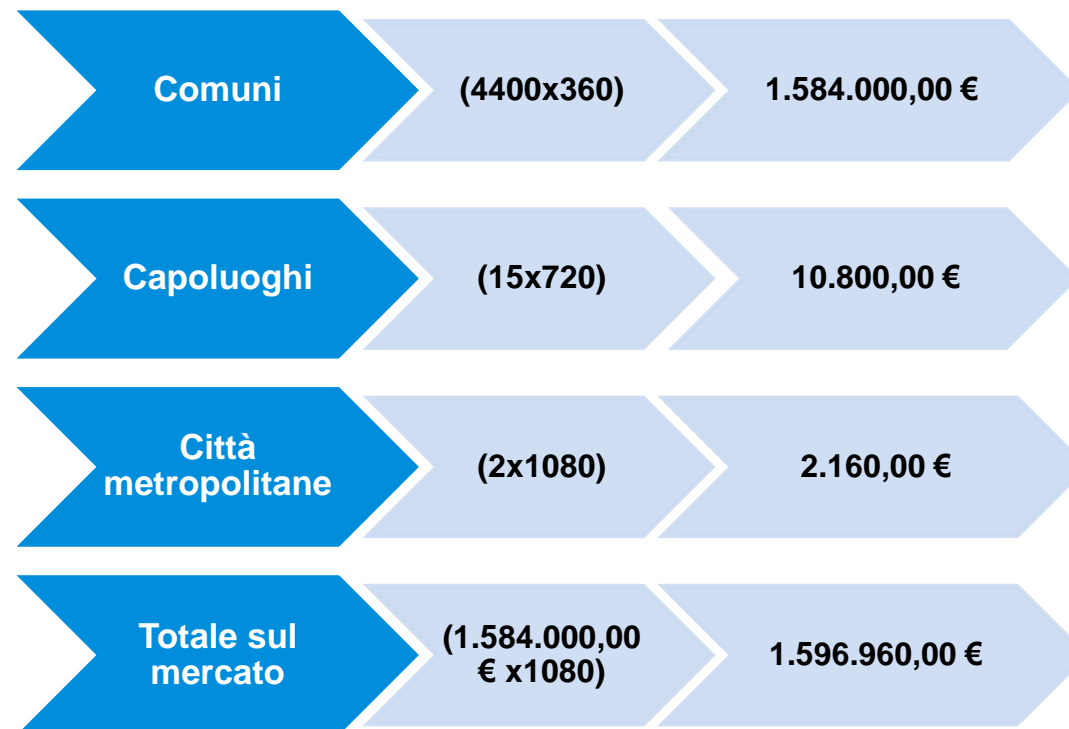 Comuni
(4400x360)
1.584.000,00 €
Capoluoghi
(15x720)
10.800,00 €
Città
metropolitane
(2x1080)
2.160,00 €
Totale sul
mercato
(1.584.000,00
€ x1080)
1.596.960,00 €